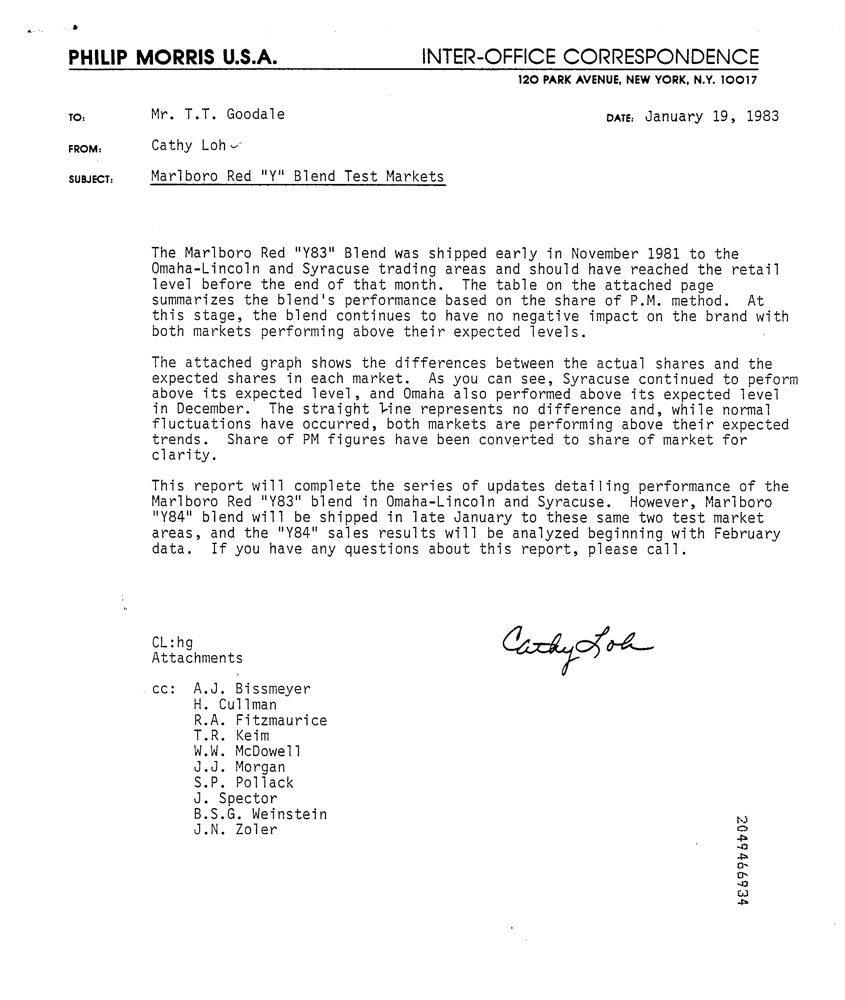 PHILIP MORRIS U.S.A. INTER-OFFICE CORRESPONDENCE
120 PARK AVENUE, NEW YORK, N.Y. 10017
TO: Mr. T.T. Goodale DATE: January 19, 1983
FROM: Cathy Loh
SUBJECT: Marlboro Red "Y" Blend Test Markets
The Marlboro Red "Y83" Blend was shipped early in November 1981 to the
Omaha-Lincoln and Syracuse trading areas and should have reached the retail
level before the end of that month. The table on the attached page
summarizes the blend's performance based on the share of P.M. method. At
this stage, the blend continues to have no negative impact on the brand with
both markets performing above their expected levels.
The attached graph shows the differences between the actual shares and the
expected shares in each market. As you can see, Syracuse continued to peform
above its expected level, and Omaha also performed above its expected level
in December. The straight line represents no difference and, while normal
fluctuations have occurred, both markets are performing above their expected
trends. Share of PM figures have been converted to share of market for
clarity.
This report will complete the series of updates detailing performance of the
Marlboro Red "Y83" blend in Omaha-Lincoln and Syracuse. However, Marlboro
"Y84" blend will be shipped in late January to these same two test market
areas, and the "Y84" sales results will be analyzed beginning with February
data. If you have any questions about this report, please call.
CL:hg
Attachments
Cathy Loh
cc: A.J. Bissmeyer
H. Cullman
R.A. Fitzmaurice
T.R. Keim
W.W. McDowell
J.J. Morgan
S.P. Pollack
J. Spector
B.S.G. Weinstein
J.N. Zoler
2049466934